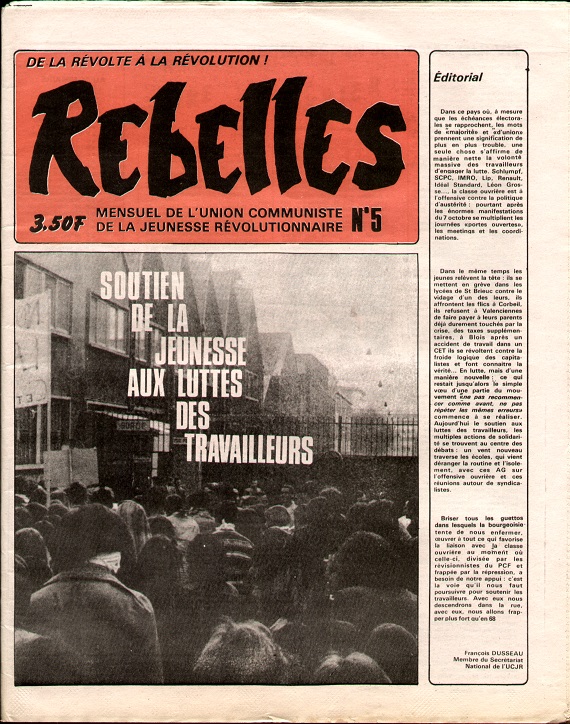 DE LA RÉVOLTE À LA RÉVOLUTION !
REBELLES
3.50F
MENSUEL DE L'UNION COMMUNISTE
DE LA JEUNESSE RÉVOLUTIONNAIRE
N°5
SOUTIEN
DE LA
JEUNESSE
AUX LUTTES
DES
TRAVAILLEURS
Éditorial
Dans ce pays où, à mesure
que les échéances électora-
les se rapprochent, les mots
de «majorité» et d'«union»
prennent une signification de
plus en plus trouble, une
seule chose s'affirme de
manière nette la volonté
massive des travailleurs
d'engager la lutte. Schlumpf,
SCPC, IMRO, Lip, Renault,
Idéal Standard, Léon Gros-
se..., la classe ouvrière est à
l'offensive contre la politique
d'austérité; pourtant après
les énormes manifestations
du 7 octobre se multiplient les
journées «portes ouvertes»,
les meetings et les coordi-
nations.
Dans le même temps les
jeunes relèvent la tête : ils se
mettent en grève dans les
lycées de St Brieuc contre le
vidage d'un des leurs, ils
affrontent les flics à Corbeil,
ils refusent à Valenciennes
de faire payer à leurs parents
déjà durement touchés par la
crise, des taxes supplémen-
taires, à Blois après un
accident de travail dans un
CET ils se révoltent contre la
froide logique des capita-
listes et font connaître la
vérité... En lutte, mais d'une
manière nouvelle : ce qui
restait jusqu'alors le simple
vœu d'une partie du mou-
vement «ne pas recommen-
cer comme avant, ne pas
répéter les mêmes erreurs»
commence à se réaliser.
Aujourd'hui le soutien aux
luttes des travailleurs, les
multiples actions de solidari-
té se trouvent au centre des
débats : un vent nouveau
traverse les écoles, qui vient
déranger la routine et l'isole-
ment, avec ces AG sur
l'offensive ouvrière et ces
réunions autour de syndica-
listes.
Briser tous les guettos
dans lesquels la bourgeoisie
tente de nous enfermer,
œuvrer à tout ce qui favorise
la liaison avec la classe
ouvrière au moment où
celle-ci, divisée par les
révisionnistes du PCF et
frappée par la répression, a
besoin de notre appui : c'est
la voie qu'il nous faut
poursuivre pour soutenir les
travailleurs. Avec eux nous
descendrons dans la rue,
avec eux, nous allons frap-
per plus fort qu'en 68
François DUSSEAU
Membre du Secrétariat
National de l'UCJR